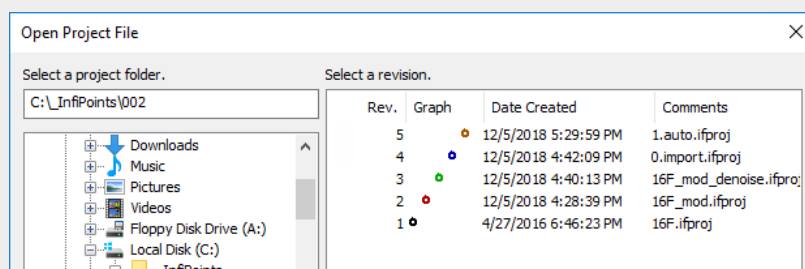 Open Project File
Select a project folder.
C:\_InfiPoints\002
Downloads
Music
Pictures
Videos
Floppy Disk Drive (A:)
Local Disk (C:)
_InfiPoints
Select a revision.
Rev. Graph Date Created Comments
5 12/5/2018 5:29:59 PM 1.auto.ifproj
4 12/5/2018 4:42:09 PM 0.import.ifproj
3 12/5/2018 4:40:13 PM 16F_mod_denoise.ifproj
2 12/5/2018 4:28:39 PM 16F_mod.ifproj
1 4/27/2016 6:46:23 PM 16F.ifproj